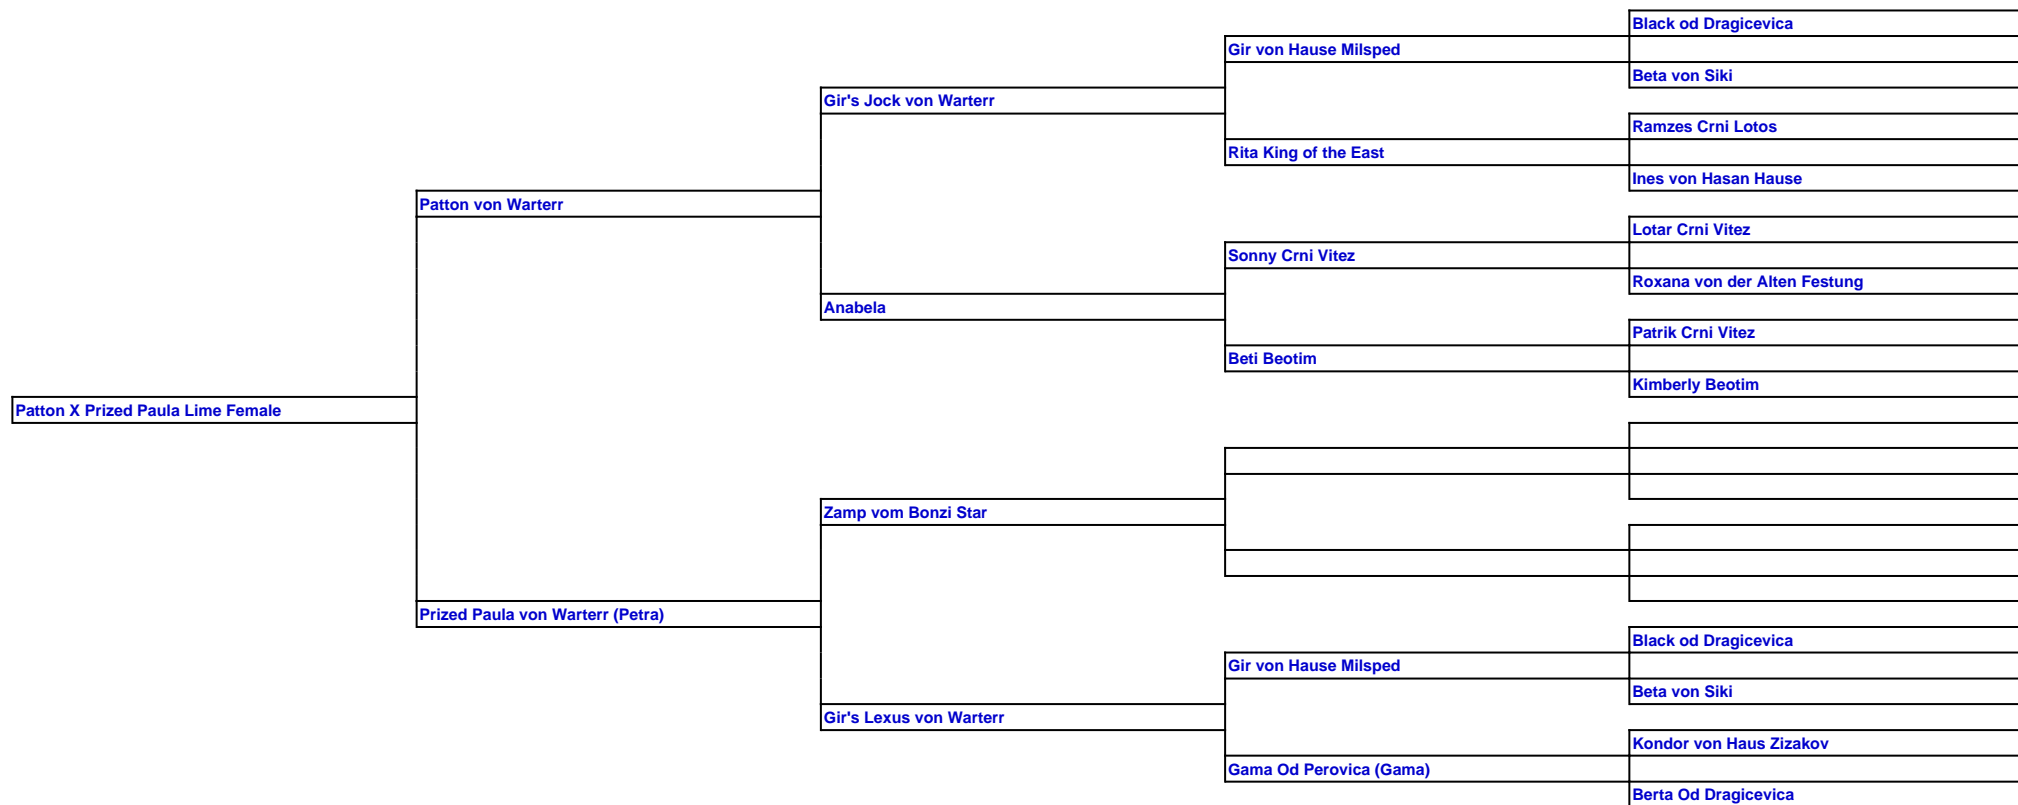 Black od Dragicevica
Gir von Hause Milsped
Beta von Siki
Gir's Jock von Warterr
Ramzes Crni Lotos
Rita King of the East
Ines von Hasan Hause
Patton von Warterr
Lotar Crni Vitez
Sonny Crni Vitez
Roxana von der Alten Festung
Anabela
Patrik Crni Vitez
Beti Beotim
Kimberly Beotim
Patton X Prized Paula Lime Female
Zamp vom Bonzi Star
Prized Paula von Warterr (Petra)
Black od Dragicevica
Gir von Hause Milsped
Beta von Siki
Gir's Lexus von Warterr
Kondor von Haus Zizakov
Gama Od Perovica (Gama)
Berta Od Dragicevica